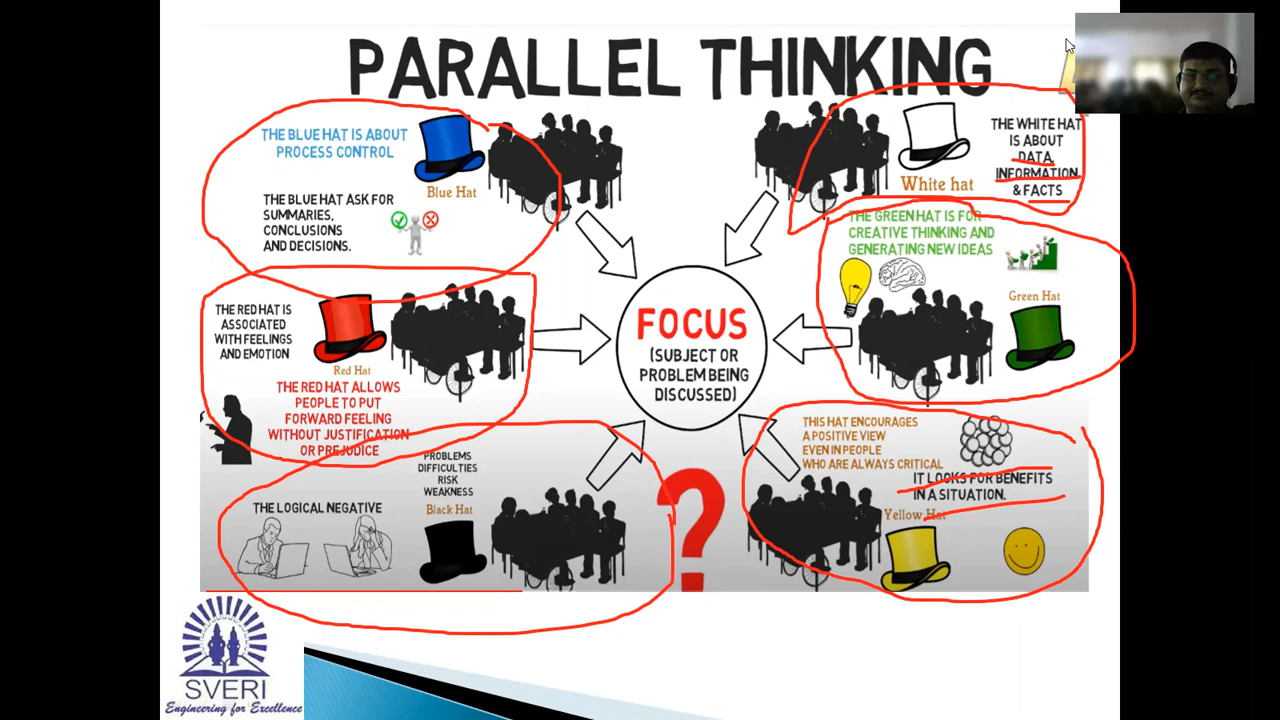 PARALLEL THINKING
THE BLUE HAT IS ABOUT
PROCESS CONTROL
Blue Hat
THE BLUE HAT ASK FOR
SUMMARIES,
CONCLUSIONS
AND DECISIONS.
White hat
THE WHITE HAT
IS ABOUT
DATA,
INFORMATION
& FACTS
THE RED HAT IS
ASSOCIATED
WITH FEELINGS
AND EMOTION
Red Hat
THE RED HAT ALLOWS
PEOPLE TO PUT
FORWARD FEELING
WITHOUT JUSTIFICATION
OR PREJUDICE
FOCUS
(SUBJECT OR
PROBLEM BEING
DISCUSSED)
THE GREEN HAT IS FOR
CREATIVE THINKING AND
GENERATING NEW IDEAS
Green Hat
PROBLEMS
DIFFICULTIES
RISK
WEAKNESS
THE LOGICAL NEGATIVE
Black Hat
?
THIS HAT ENCOURAGES
A POSITIVE VIEW
EVEN IN PEOPLE
WHO ARE ALWAYS CRITICAL
IT LOOKS FOR BENEFITS
IN A SITUATION.
Yellow Hat
SVERI
Engineering for Excellence